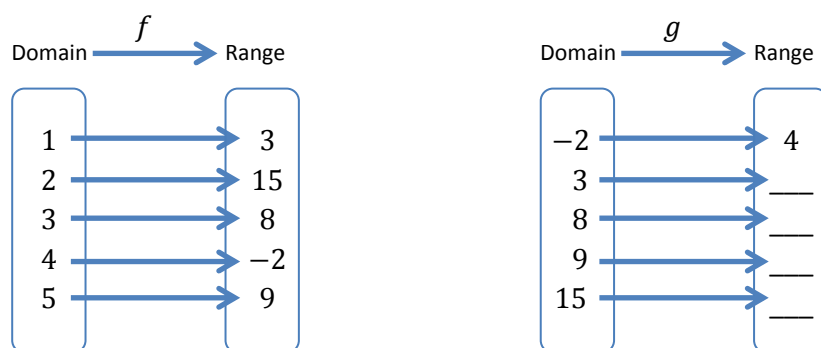 f
Domain Range
1 3
2 15
3 8
4 −2
5 9
g
Domain Range
−2 4
3 ___
8 ___
9 ___
15 ___